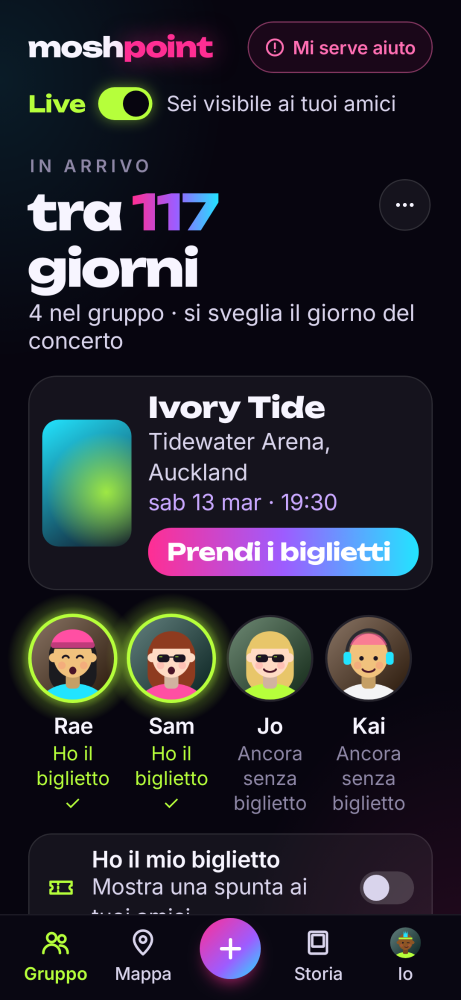 moshpoint
Mi serve aiuto
Live
Sei visibile ai tuoi amici
IN ARRIVO
tra 117
giorni
4 nel gruppo · si sveglia il giorno del
concerto
Ivory Tide
Tidewater Arena,
Auckland
sab 13 mar · 19:30
Prendi i biglietti
Rae
Ho il
biglietto
✓
Sam
Ho il
biglietto
✓
Jo
Ancora
senza
biglietto
Kai
Ancora
senza
biglietto
Ho il mio biglietto
Mostra una spunta ai
tuoi amici
Gruppo
Mappa
Storia
Io